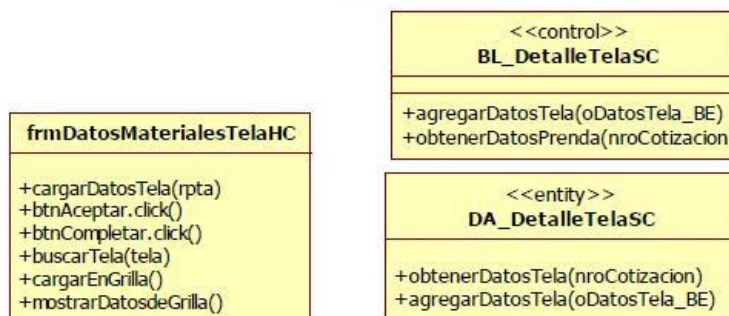 <<control>>
BL_DetalleTelaSC
+agregarDatosTela(oDatosTela_BE)
+obtenerDatosPrenda(nroCotizacion
frmDatosMaterialesTelaHC
+cargarDatosTela(rpta)
+btnAceptar.click()
+btnCompletar.click()
+buscarTela(tela)
+cargarEnGrilla()
+mostrarDatosdeGrilla()
<<entity>>
DA_DetalleTelaSC
+obtenerDatosTela(nroCotizacion)
+agregarDatosTela(oDatosTela_BE)